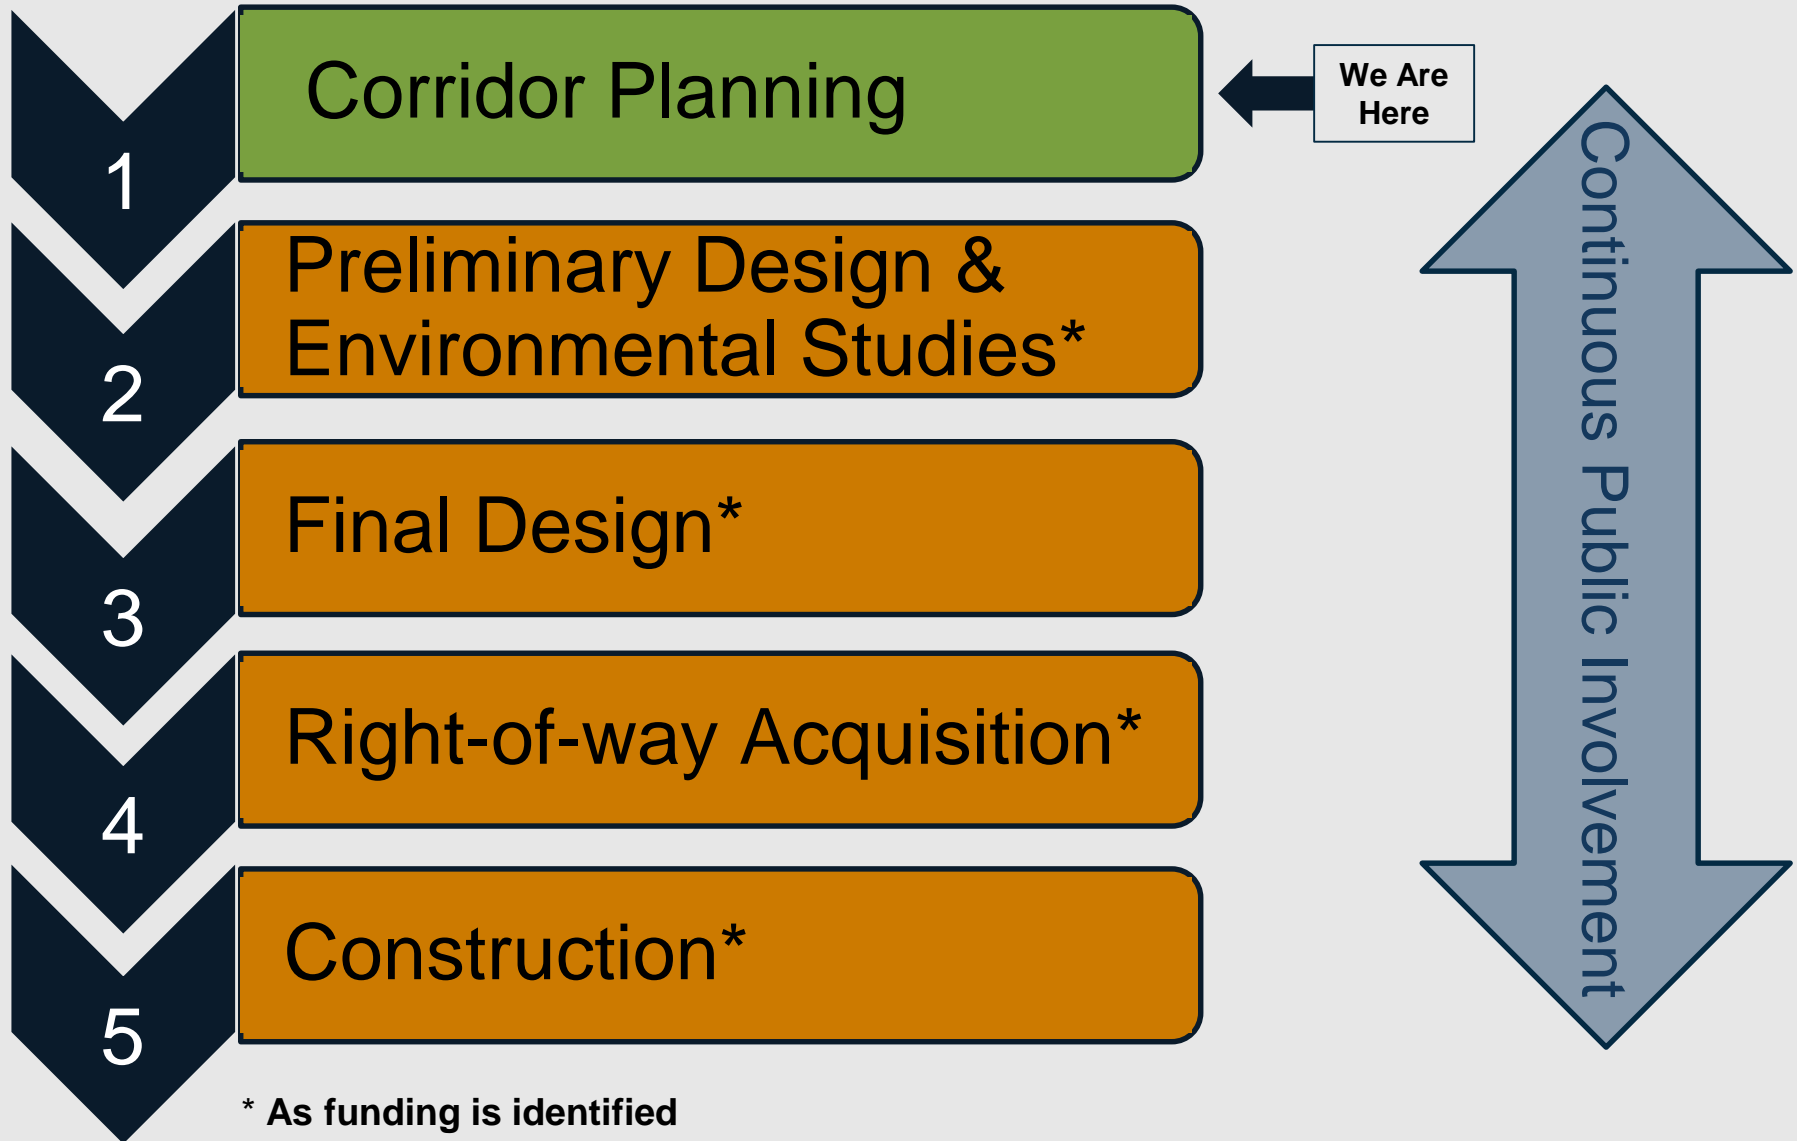 1
Corridor Planning
We Are
Here
2
Preliminary Design &
Environmental Studies*
3
Final Design*
4
Right-of-way Acquisition*
5
Construction*
* As funding is identified
Continuous Public Involvement